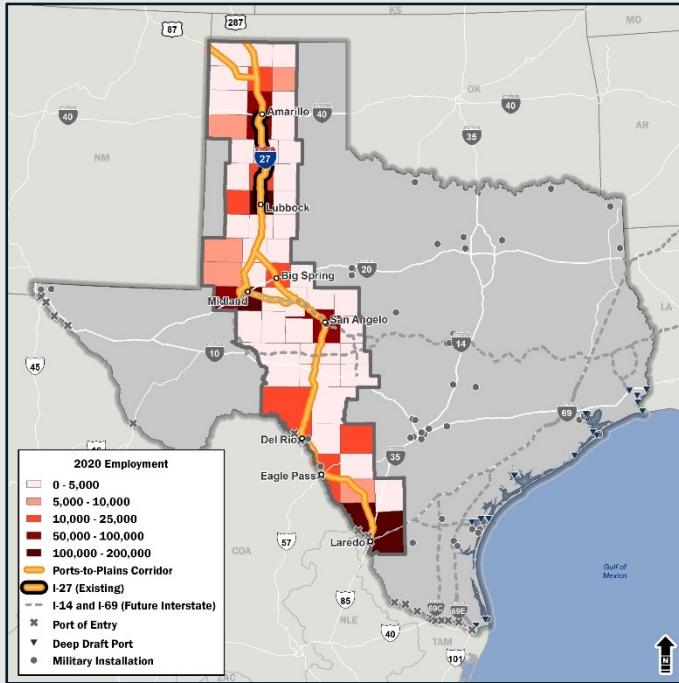 KS
MO
287
87
Amarillo
40
40
40
OK
35
AR
NM
27
Lubbock
Big Spring
20
Midland
San Angelo
LA
14
10
45
69
Del Rio
35
Eagle Pass
2020 Employment
0 - 5,000
5,000 - 10,000
10,000 - 25,000
50,000 - 100,000
100,000 - 200,000
Ports-to-Plains Corridor
I-27 (Existing)
I-14 and I-69 (Future Interstate)
Port of Entry
Deep Draft Port
Military Installation
COA
57
Laredo
Gulf of
Mexico
85
NLE
69C
69E
40
TAM
101
ZAC
N